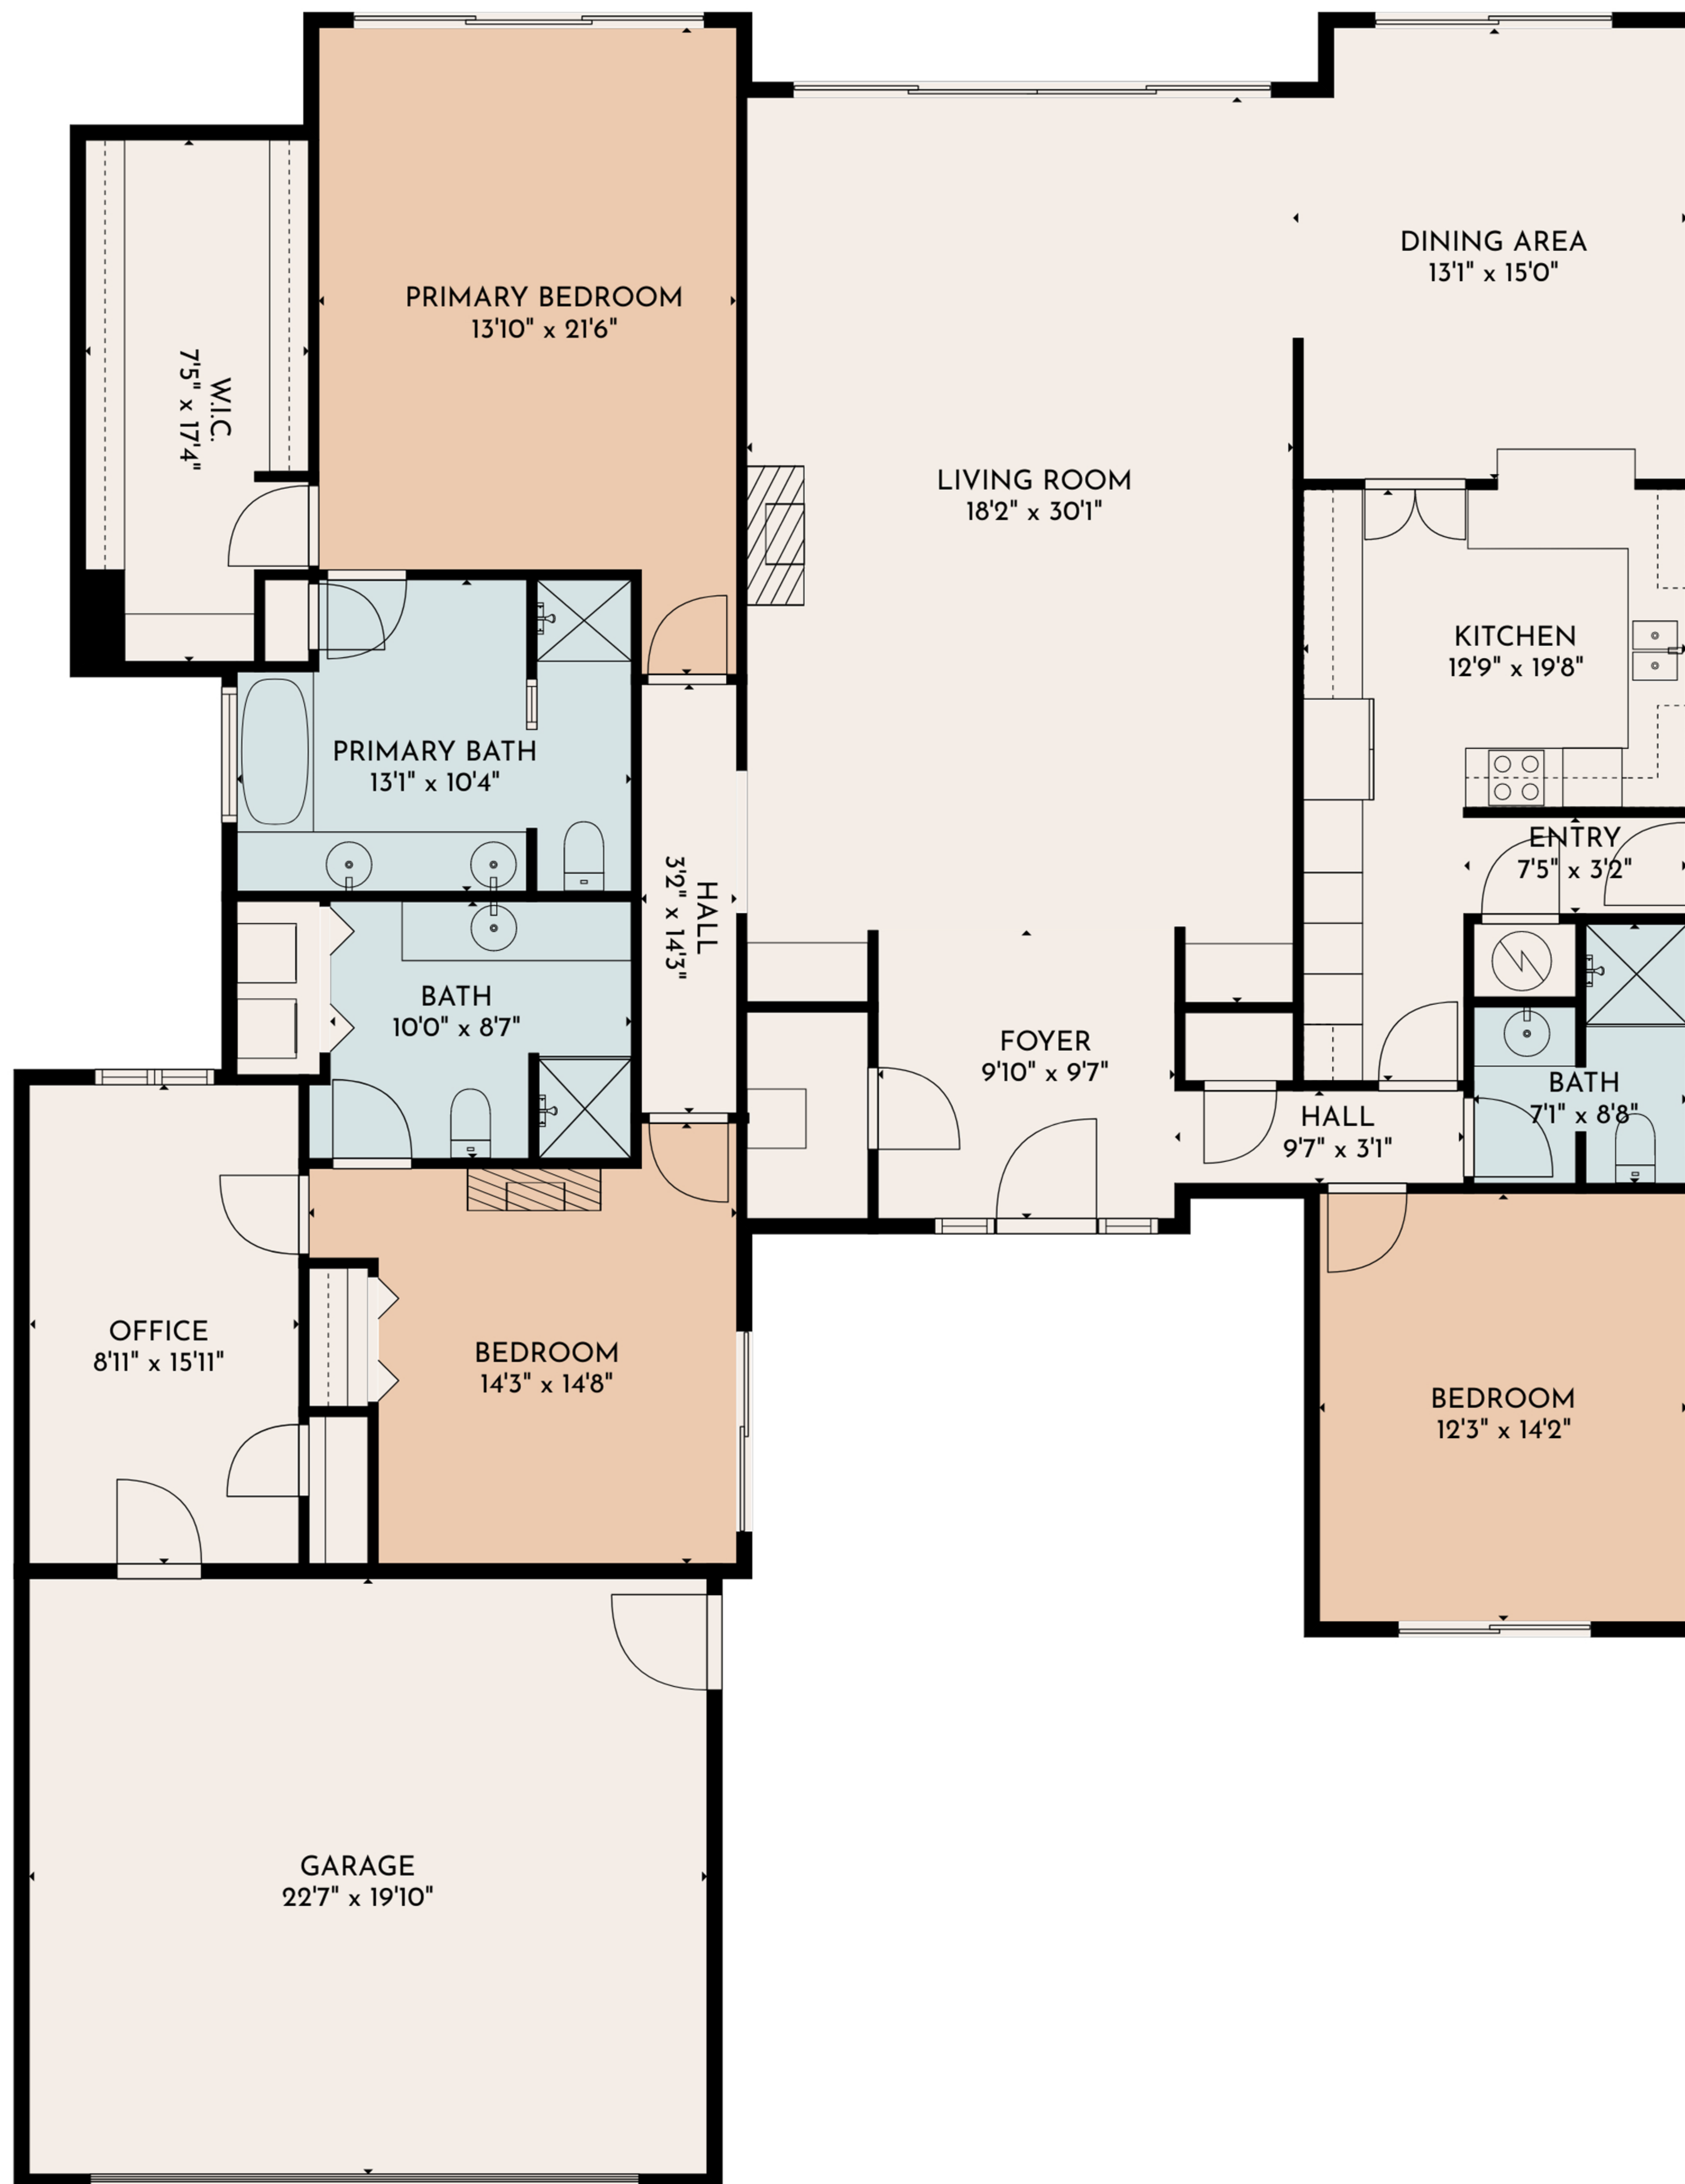 DINING AREA
13'1" x 15'0"
PRIMARY BEDROOM
13'10" x 21'6"
W.I.C.
7'5" x 17'4"
LIVING ROOM
18'2" x 30'1"
KITCHEN
12'9" x 19'8"
PRIMARY BATH
13'1" x 10'4"
ENTRY
7'5" x 3'2"
HALL
3'2" x 14'3"
BATH
10'0" x 8'7"
FOYER
9'10" x 9'7"
BATH
7'1" x 8'8"
HALL
9'7" x 3'1"
OFFICE
8'11" x 15'11"
BEDROOM
14'3" x 14'8"
BEDROOM
12'3" x 14'2"
GARAGE
22'7" x 19'10"